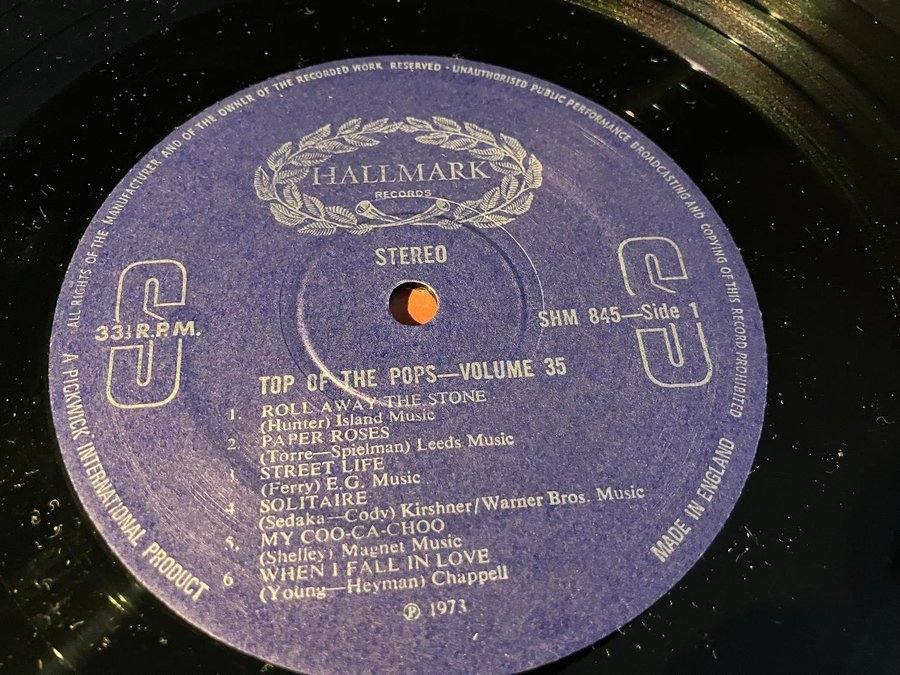 ALL RIGHTS OF THE MANUFACTURER AND OF THE OWNER OF THE RECORDED WORK RESERVED · UNAUTHORISED PUBLIC PERFORMANCE BROADCASTING AND COPYING OF THIS RECORD PROHIBITED
HALLMARK
RECORDS
STEREO
S
S
33⅓ R.P.M.
SHM 845—Side 1
TOP OF THE POPS—VOLUME 35
1. ROLL AWAY THE STONE
(Hunter) Island Music
2. PAPER ROSES
(Torre—Spielman) Leeds Music
3 STREET LIFE
(Ferry) E.G. Music
4 SOLITAIRE
(Sedaka—Cody) Kirshner/Warner Bros. Music
5. MY COO-CA-CHOO
(Shelley) Magnet Music
6 WHEN I FALL IN LOVE
(Young—Heyman) Chappell
℗ 1973
A PICKWICK INTERNATIONAL PRODUCT
MADE IN ENGLAND